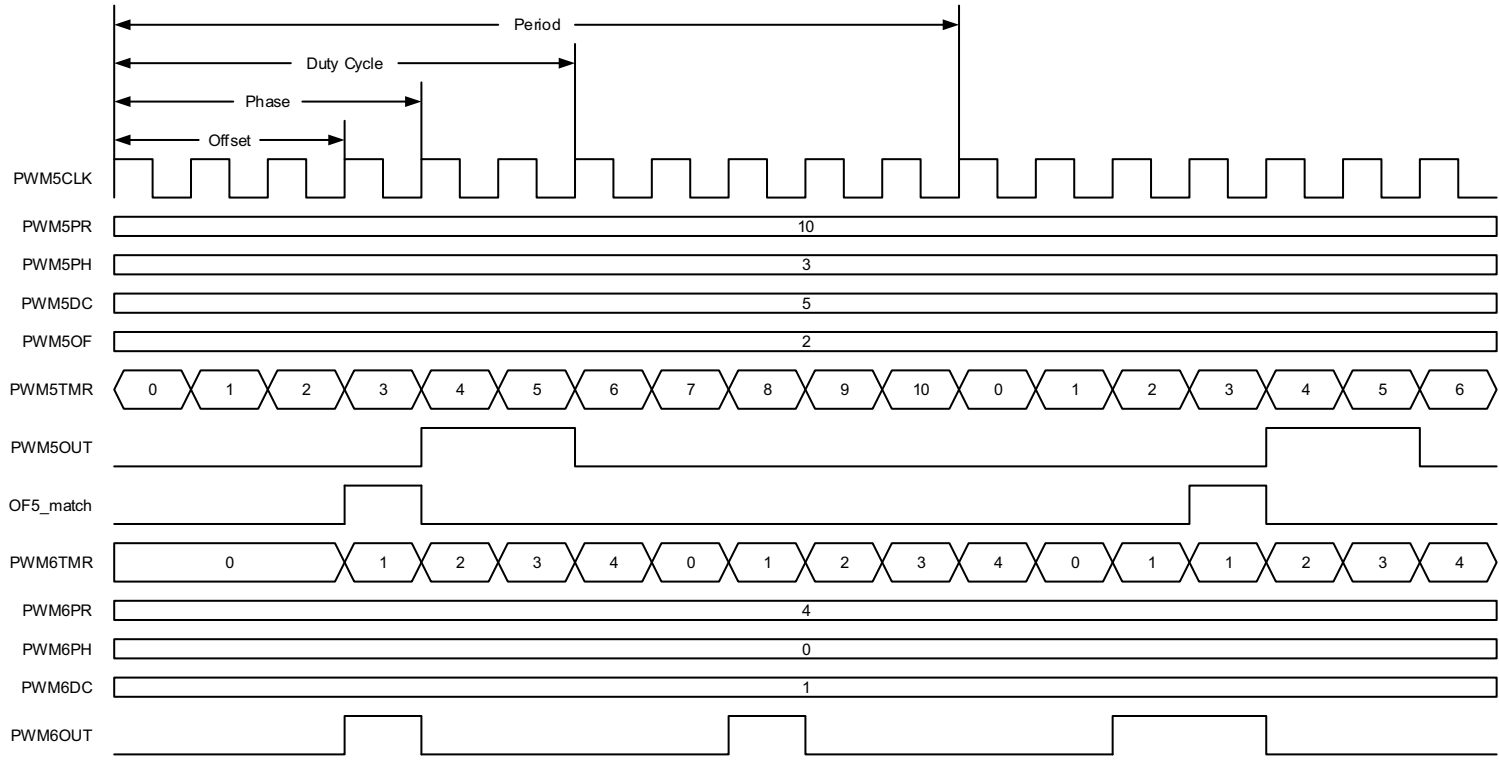 Period
Duty Cycle
Phase
Offset
PWM5CLK
PWM5PR 10
PWM5PH 3
PWM5DC 5
PWM5OF 2
PWM5TMR 0 1 2 3 4 5 6 7 8 9 10 0 1 2 3 4 5 6
PWM5OUT
OF5_match
PWM6TMR 0 1 2 3 4 0 1 2 3 4 0 1 1 2 3 4
PWM6PR 4
PWM6PH 0
PWM6DC 1
PWM6OUT